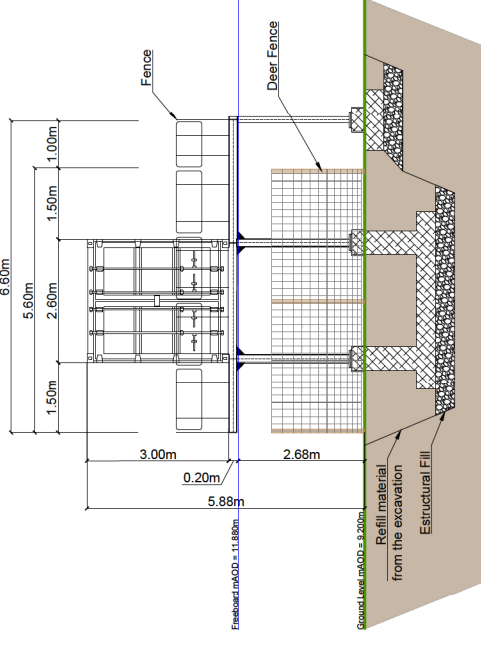 Fence
Deer Fence
1.00m
1.50m
2.60m
1.50m
5.60m
6.60m
3.00m
0.20m
2.68m
5.88m
Freeboard mAOD = 11.880m
Ground Level mAOD = 9.200m
Refill material
from the excavation
Estructural Fill